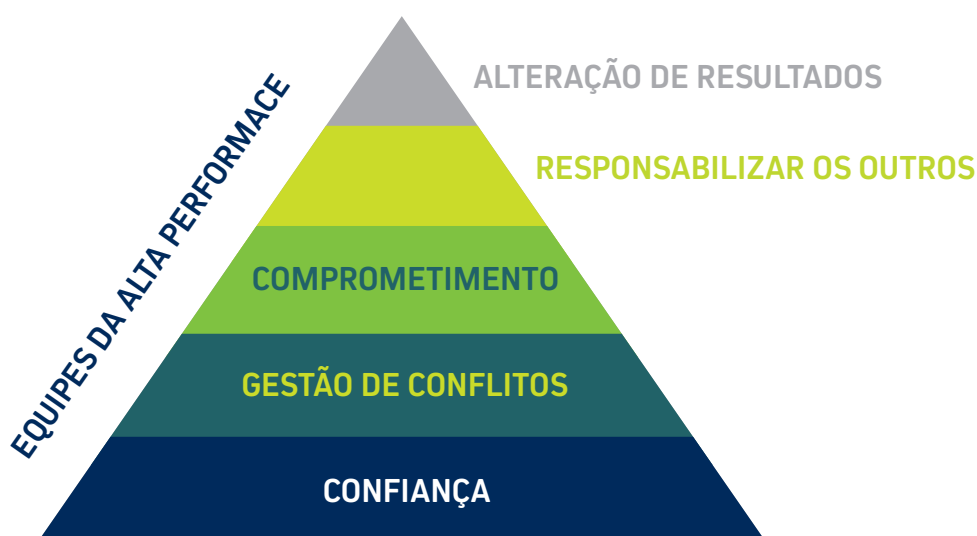 ALTERAÇÃO DE RESULTADOS
RESPONSABILIZAR OS OUTROS
EQUIPES DA ALTA PERFORMACE
COMPROMETIMENTO
GESTÃO DE CONFLITOS
CONFIANÇA